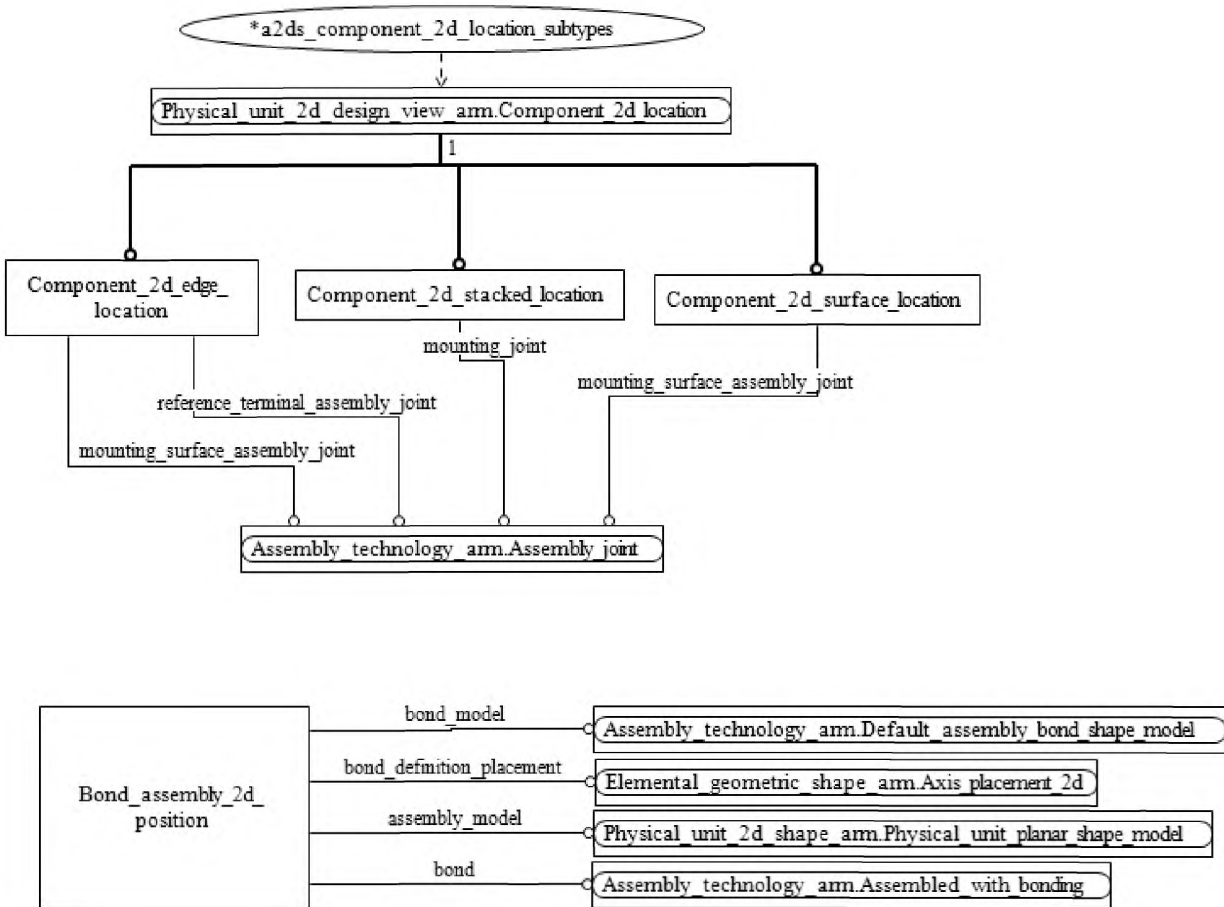 *a2ds_component_2d_location_subtypes
Physical_unit_2d_design_view_arm.Component_2d_location
1
Component_2d_edge_
location
Component_2d_stacked_location
Component_2d_surface_location
mounting_joint
mounting_surface_assembly_joint
reference_terminal_assembly_joint
mounting_surface_assembly_joint
Assembly_technology_arm.Assembly_joint
Bond_assembly_2d_
position
bond_model
Assembly_technology_arm.Default_assembly_bond_shape_model
bond_definition_placement
Elemental_geometric_shape_arm.Axis_placement_2d
assembly_model
Physical_unit_2d_shape_arm.Physical_unit_planar_shape_model
bond
Assembly_technology_arm.Assembled_with_bonding